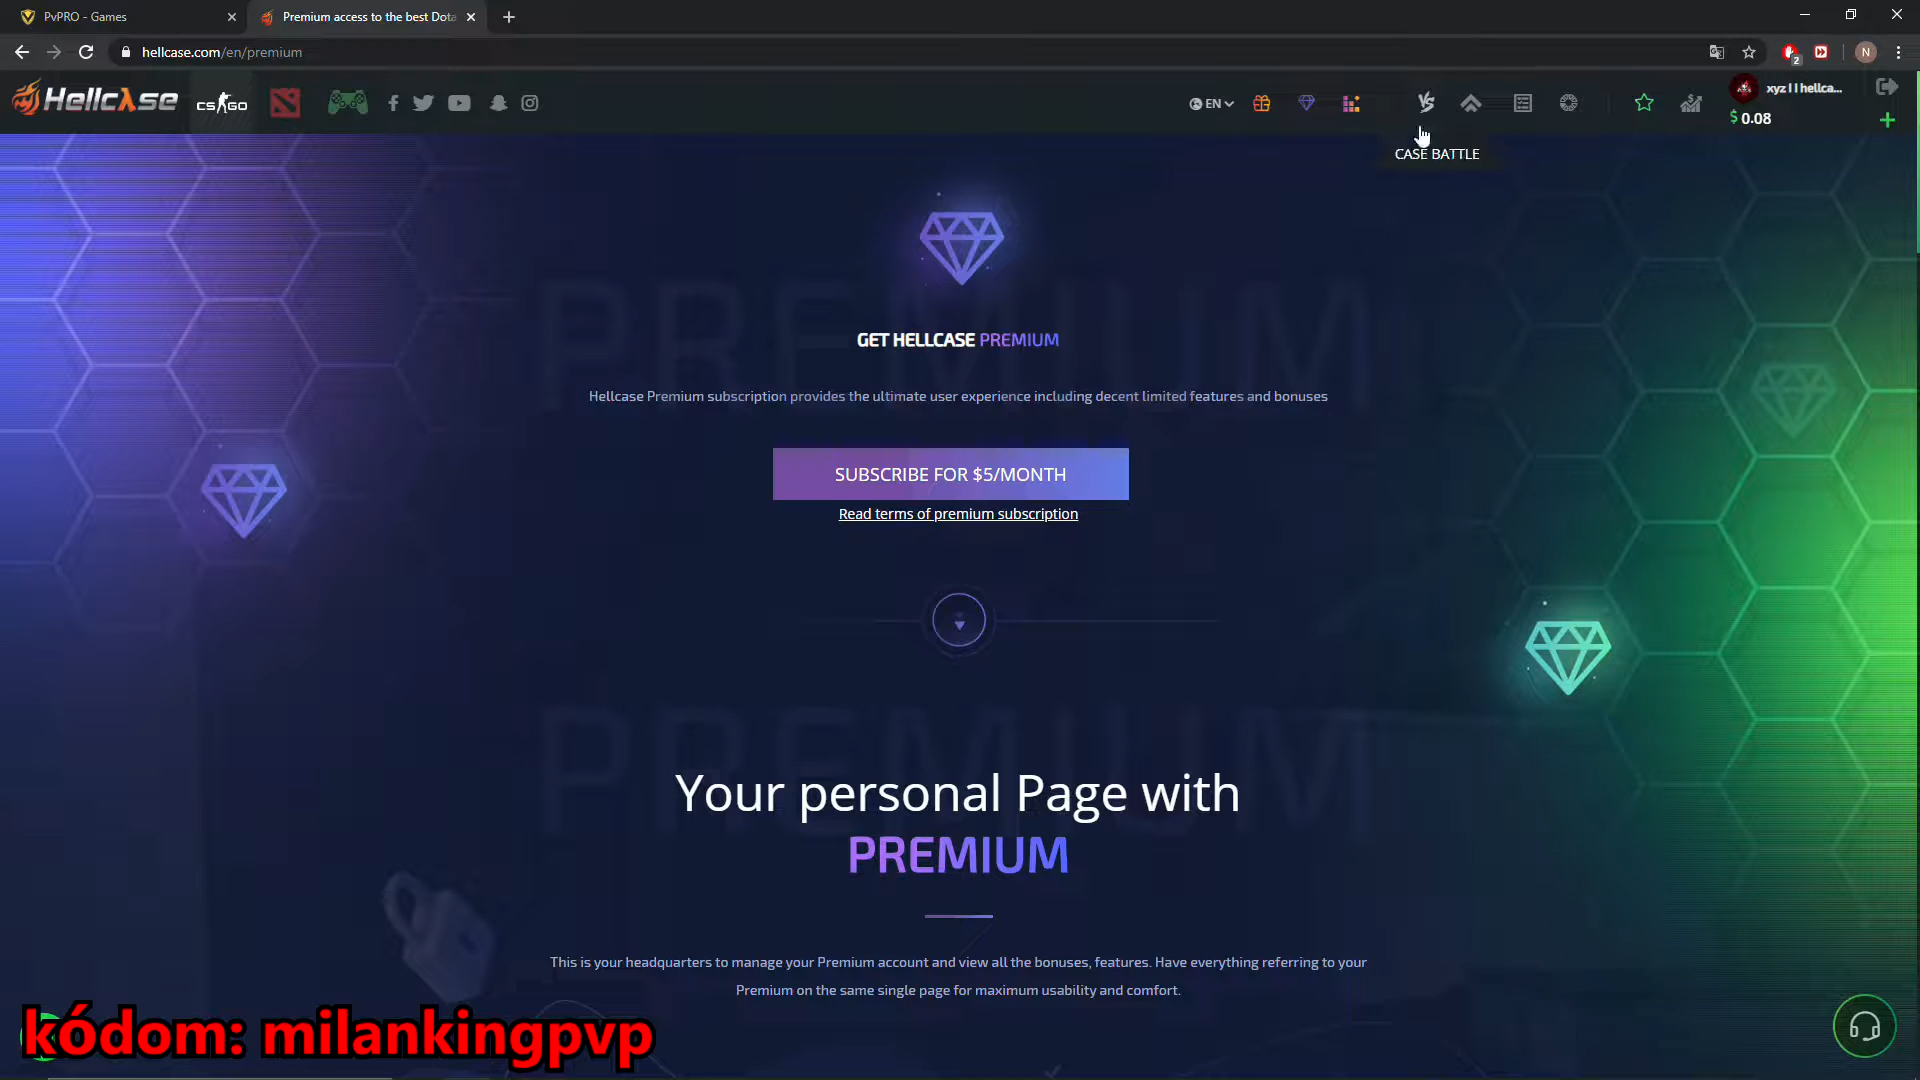 PvPRO - Games
Premium access to the best Dota
hellcase.com/en/premium
2
N
Hellcase
CS:GO
EN
VS
xyz l l hellca...
$ 0.08
CASE BATTLE
PREMIUM
GET HELLCASE PREMIUM
Hellcase Premium subscription provides the ultimate user experience including decent limited features and bonuses
SUBSCRIBE FOR $5/MONTH
Read terms of premium subscription
PREMIUM
Your personal Page with
PREMIUM
This is your headquarters to manage your Premium account and view all the bonuses, features. Have everything referring to your
Premium on the same single page for maximum usability and comfort.
kódom: milankingpvp